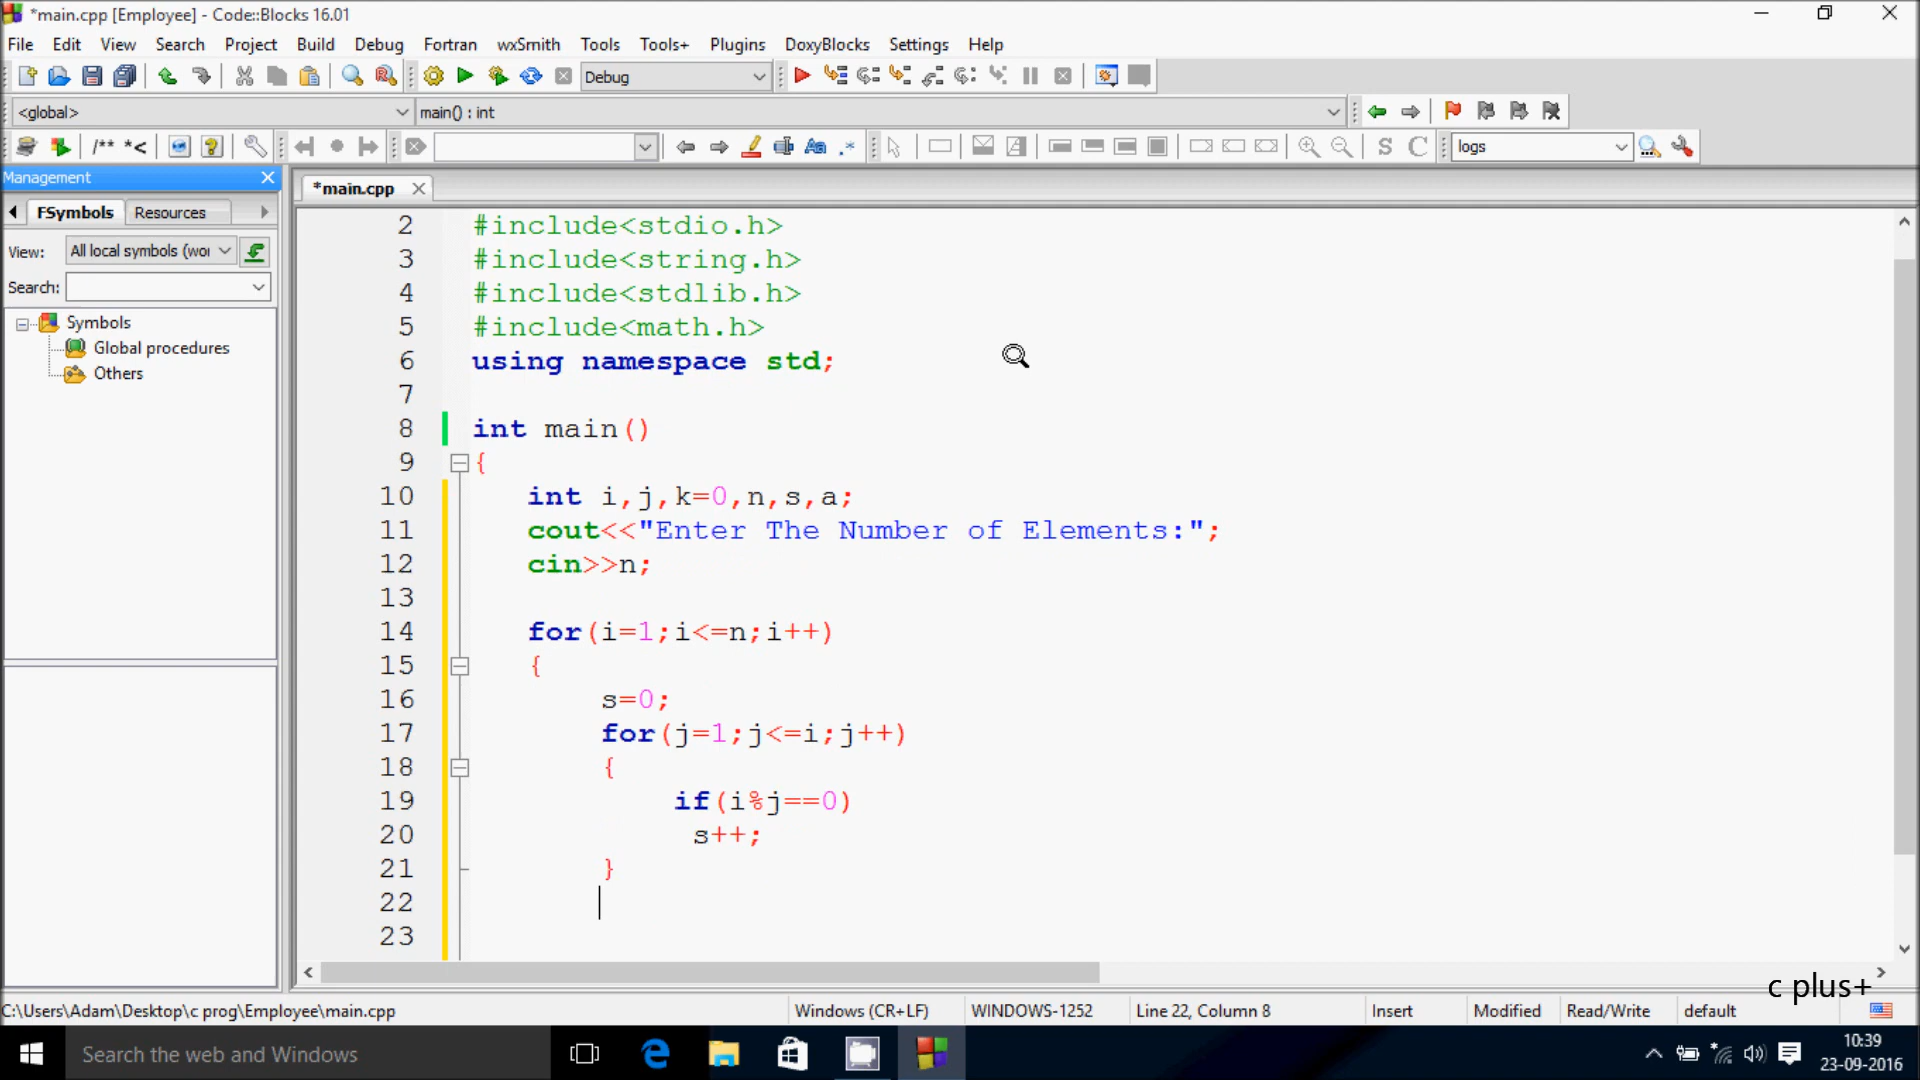 *main.cpp [Employee] - Code::Blocks 16.01
File Edit View Search Project Build Debug Fortran wxSmith Tools Tools+ Plugins DoxyBlocks Settings Help
Debug
<global> main() : int
/** *< logs
Management
FSymbols Resources
*main.cpp
View: All local symbols (wor
Search:
Symbols
Global procedures
Others
2 #include<stdio.h>
3 #include<string.h>
4 #include<stdlib.h>
5 #include<math.h>
6 using namespace std;
7
8 int main()
9 {
10 int i,j,k=0,n,s,a;
11 cout<<"Enter The Number of Elements:";
12 cin>>n;
13
14 for(i=1;i<=n;i++)
15 {
16 s=0;
17 for(j=1;j<=i;j++)
18 {
19 if(i%j==0)
20 s++;
21 }
22
23
c plus+
C:\Users\Adam\Desktop\c prog\Employee\main.cpp Windows (CR+LF) WINDOWS-1252 Line 22, Column 8 Insert Modified Read/Write default
Search the web and Windows
10:39
23-09-2016